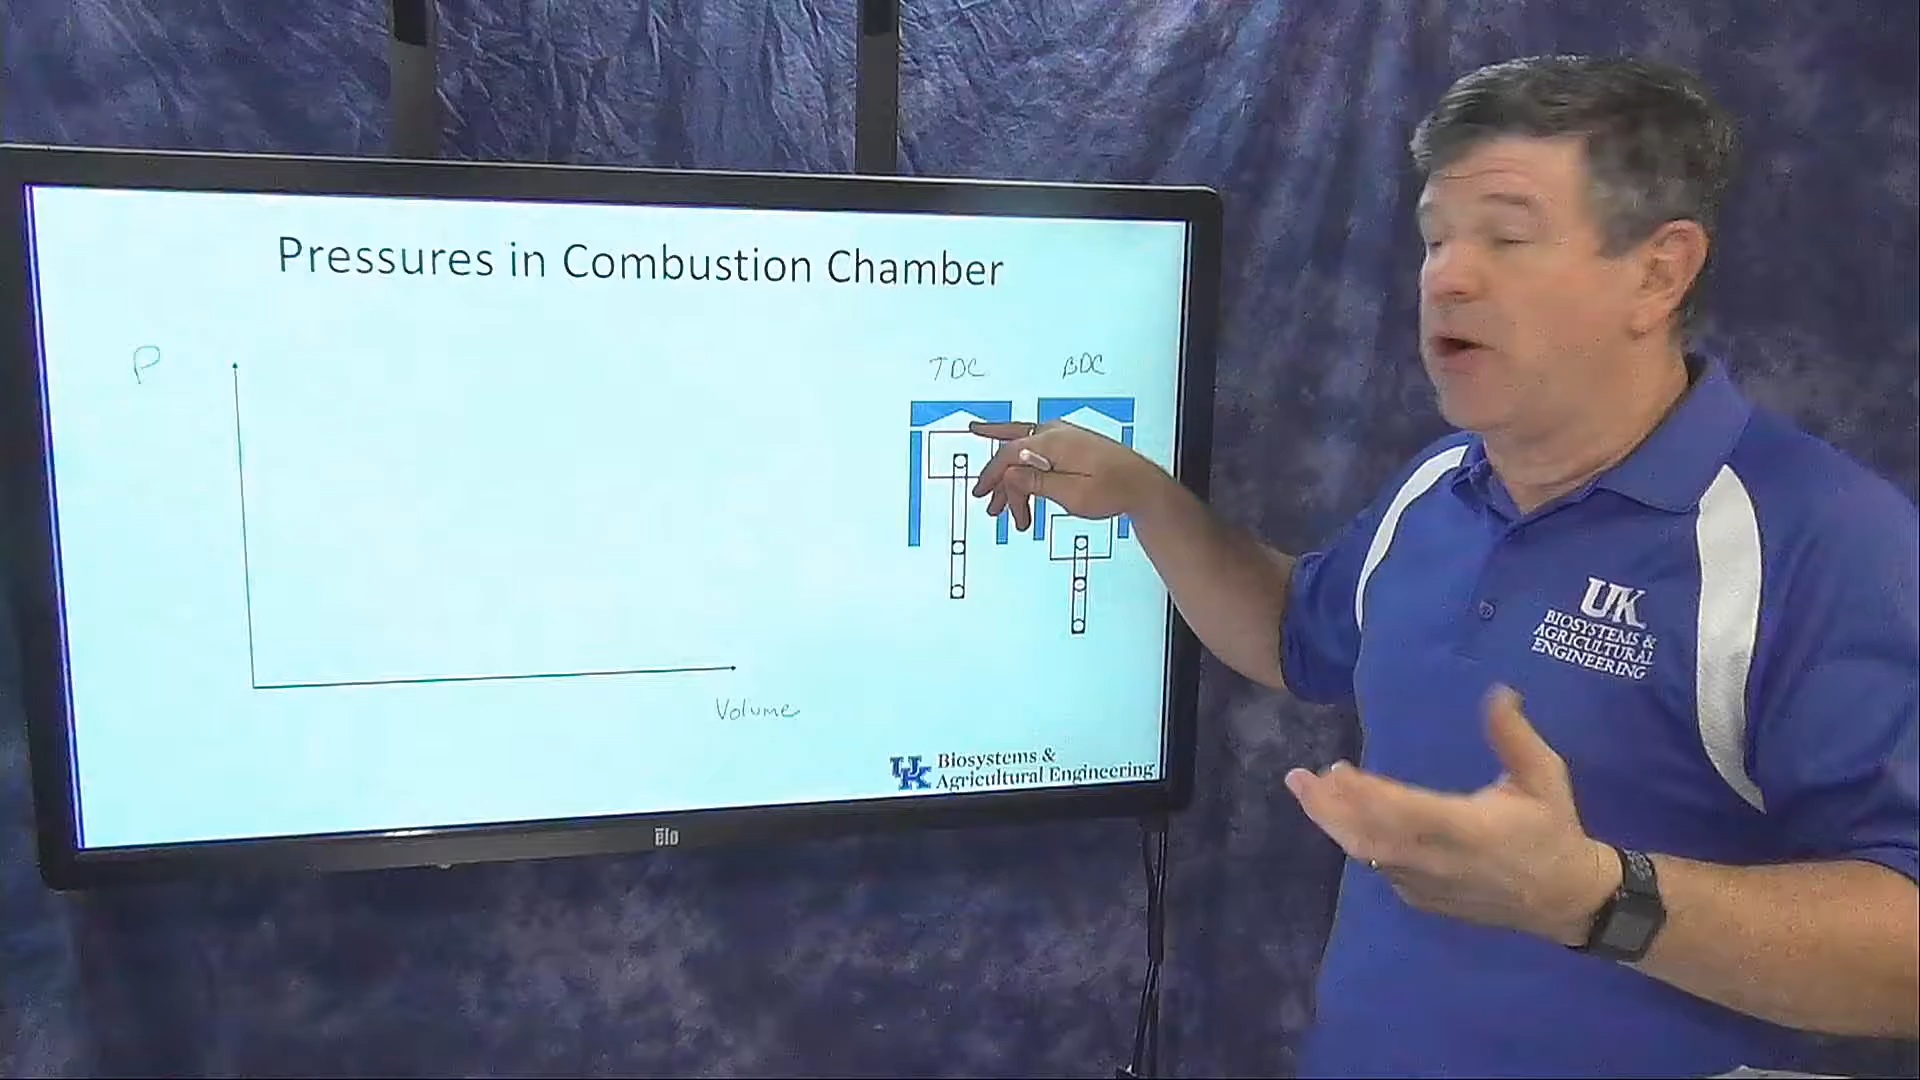 Pressures in Combustion Chamber
P
TDC BDC
Volume
UK Biosystems &
Agricultural Engineering
elo
UK
BIOSYSTEMS &
AGRICULTURAL
ENGINEERING